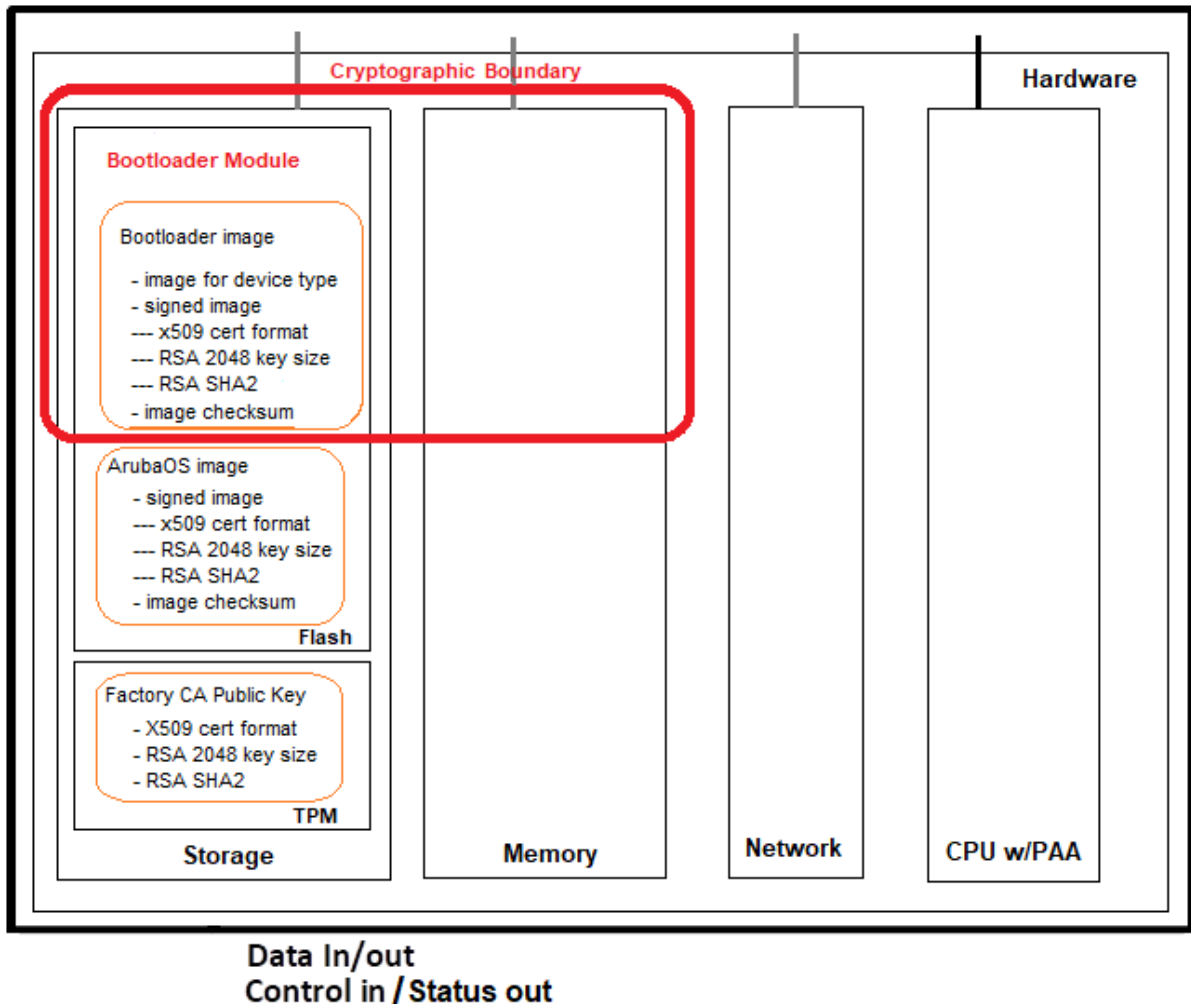 Cryptographic Boundary
Hardware
Bootloader Module
Bootloader image
- image for device type
- signed image
--- x509 cert format
--- RSA 2048 key size
--- RSA SHA2
- image checksum
ArubaOS image
- signed image
--- x509 cert format
--- RSA 2048 key size
--- RSA SHA2
- image checksum
Flash
Factory CA Public Key
- X509 cert format
- RSA 2048 key size
- RSA SHA2
TPM
Storage
Memory
Network
CPU w/PAA
Data In/out
Control in / Status out